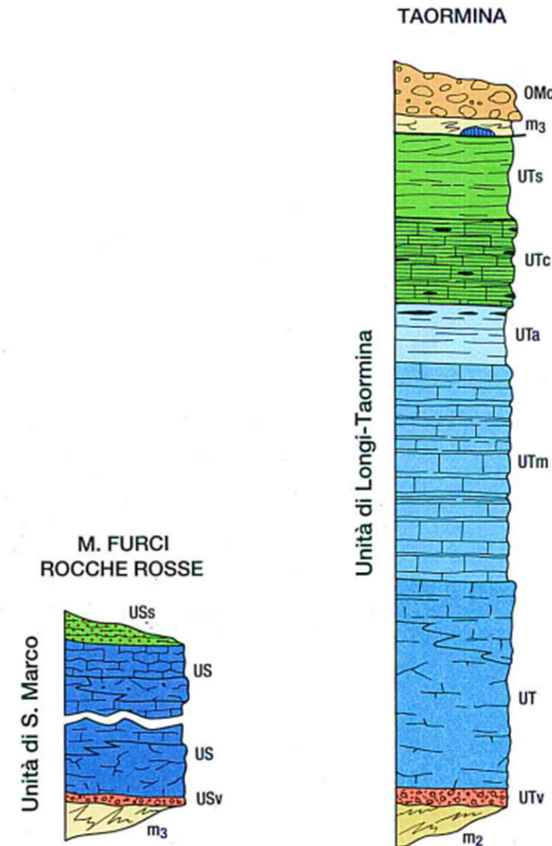 TAORMINA
OMc
m3
UTs
UTc
UTa
UTm
UT
UTv
m2
Unità di Longi-Taormina
M. FURCI
ROCCHE ROSSE
USs
US
US
USv
m3
Unità di S. Marco